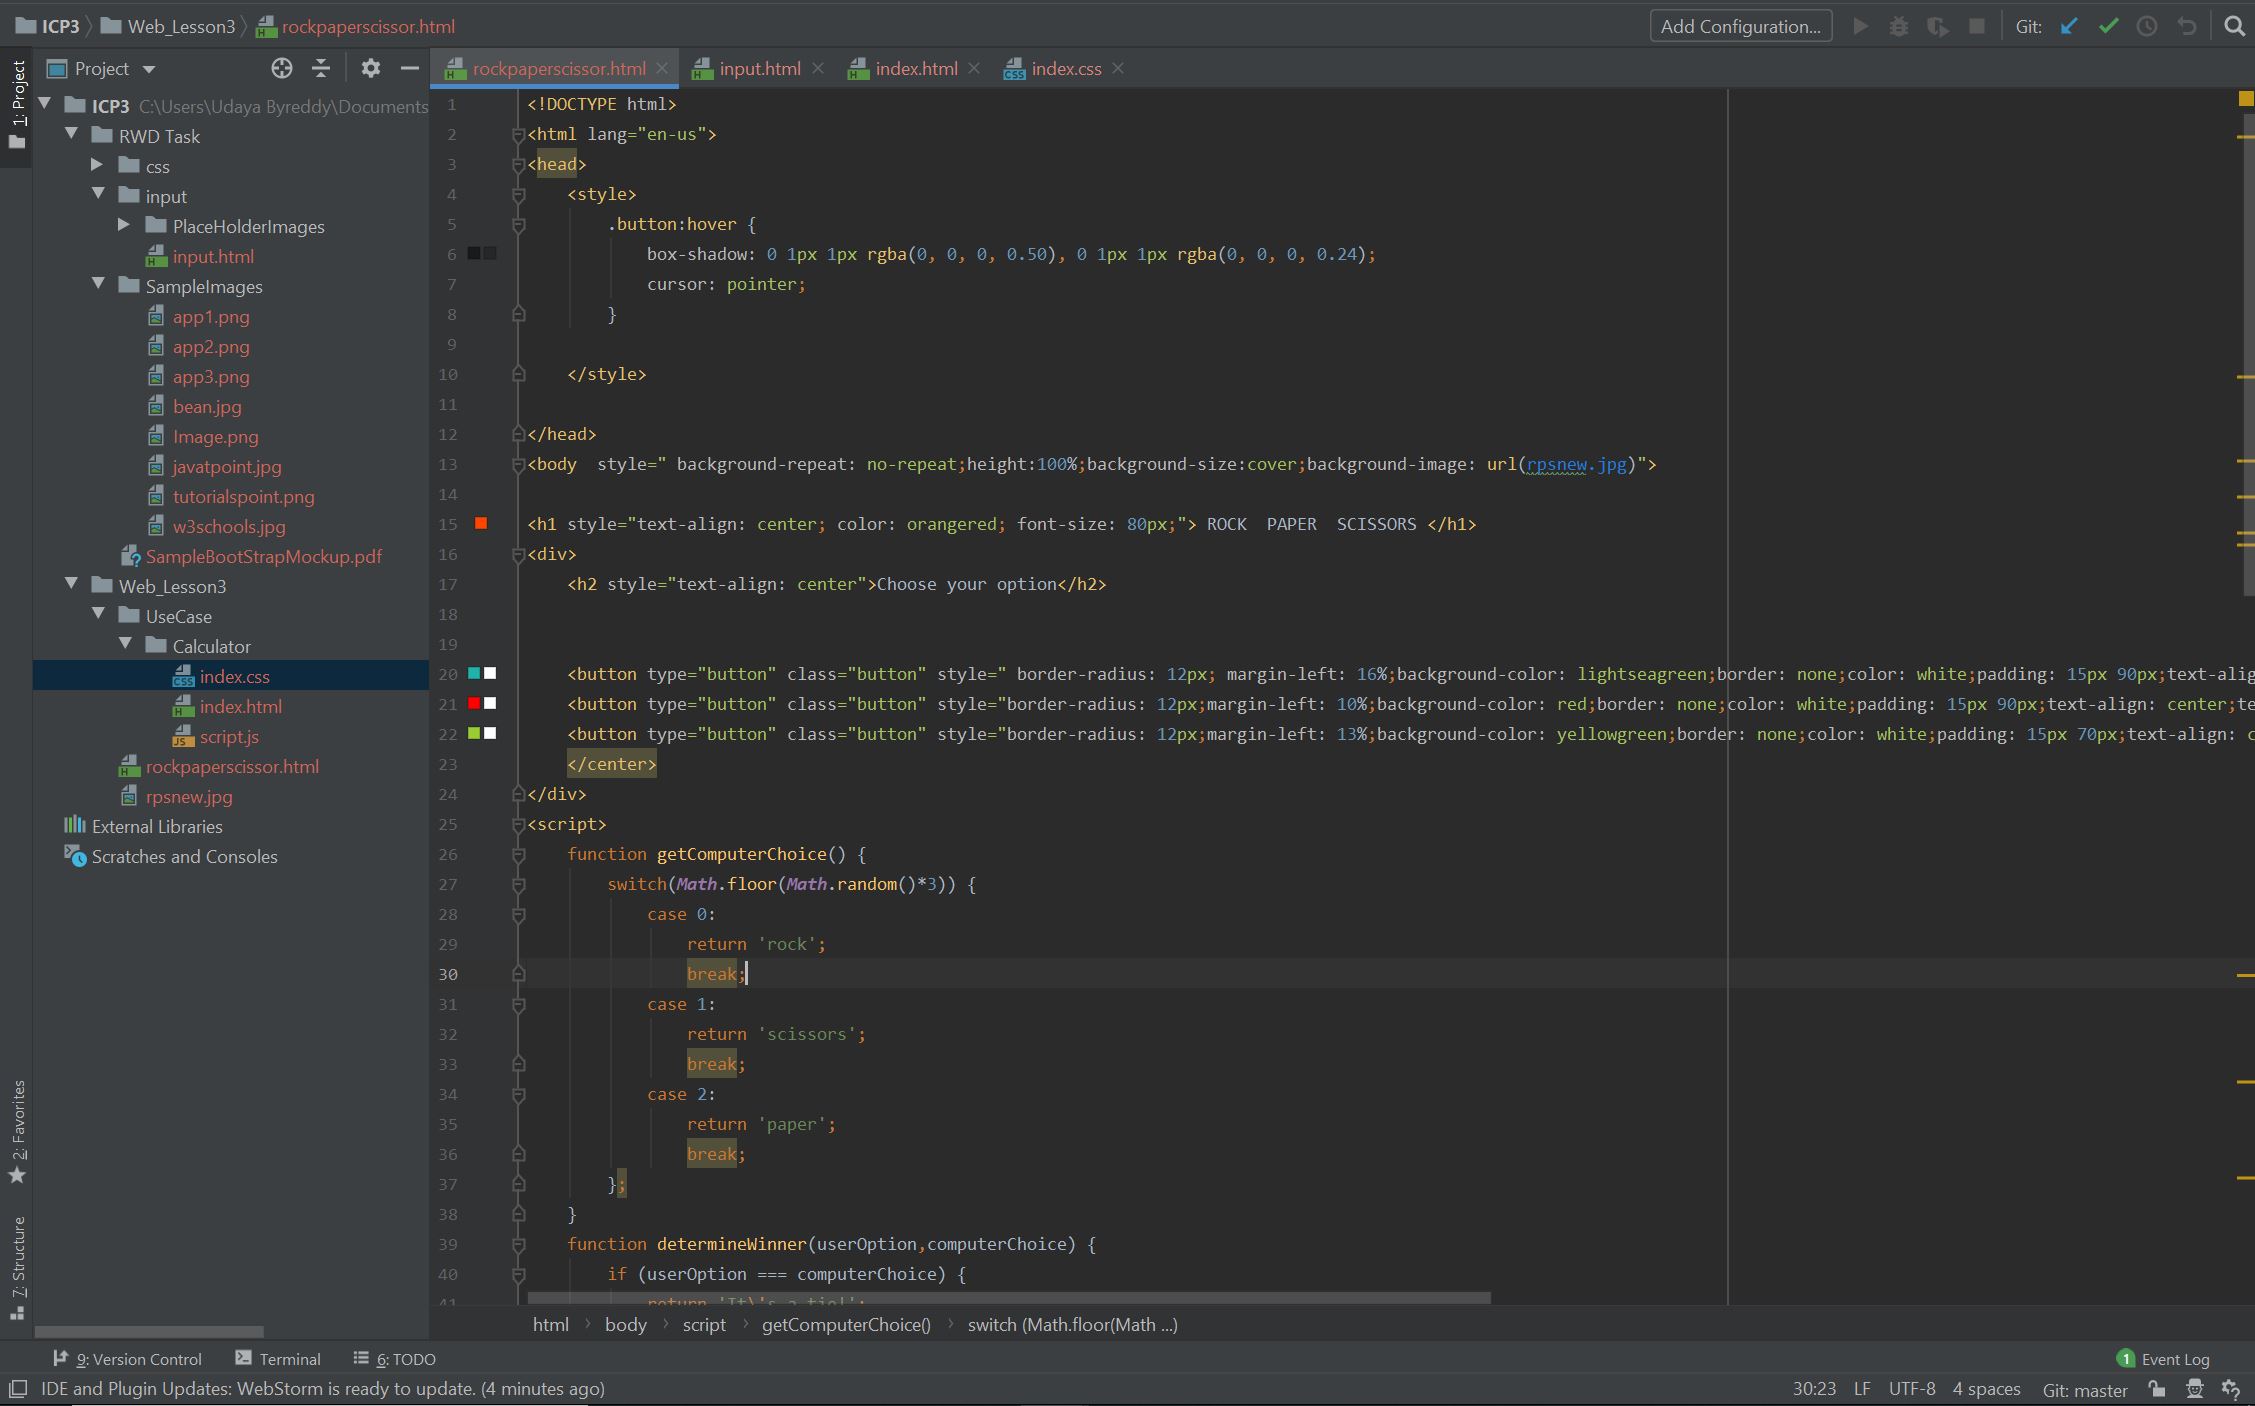 ICP3 Web_Lesson3 rockpaperscissor.html Add Configuration... Git:
1: Project
2: Favorites
7: Structure
Project
ICP3 C:\Users\Udaya Byreddy\Documents
RWD Task
css
input
PlaceHolderImages
input.html
SampleImages
app1.png
app2.png
app3.png
bean.jpg
Image.png
javatpoint.jpg
tutorialspoint.png
w3schools.jpg
SampleBootStrapMockup.pdf
Web_Lesson3
UseCase
Calculator
index.css
index.html
script.js
rockpaperscissor.html
rpsnew.jpg
External Libraries
Scratches and Consoles
rockpaperscissor.html input.html index.html index.css
1 <!DOCTYPE html>
2 <html lang="en-us">
3 <head>
4 <style>
5 .button:hover {
6 box-shadow: 0 1px 1px rgba(0, 0, 0, 0.50), 0 1px 1px rgba(0, 0, 0, 0.24);
7 cursor: pointer;
8 }
9
10 </style>
11
12 </head>
13 <body  style=" background-repeat: no-repeat;height:100%;background-size:cover;background-image: url(rpsnew.jpg)">
14
15 <h1 style="text-align: center; color: orangered; font-size: 80px;"> ROCK  PAPER  SCISSORS </h1>
16 <div>
17 <h2 style="text-align: center">Choose your option</h2>
18
19
20 <button type="button" class="button" style=" border-radius: 12px; margin-left: 16%;background-color: lightseagreen;border: none;color: white;padding: 15px 90px;text-alig
21 <button type="button" class="button" style="border-radius: 12px;margin-left: 10%;background-color: red;border: none;color: white;padding: 15px 90px;text-align: center;te
22 <button type="button" class="button" style="border-radius: 12px;margin-left: 13%;background-color: yellowgreen;border: none;color: white;padding: 15px 70px;text-align: c
23 </center>
24 </div>
25 <script>
26 function getComputerChoice() {
27 switch(Math.floor(Math.random()*3)) {
28 case 0:
29 return 'rock';
30 break;
31 case 1:
32 return 'scissors';
33 break;
34 case 2:
35 return 'paper';
36 break;
37 };
38 }
39 function determineWinner(userOption,computerChoice) {
40 if (userOption === computerChoice) {
41 return 'It\'s a tie!';
html body script getComputerChoice() switch (Math.floor(Math ...)
9: Version Control Terminal 6: TODO 1 Event Log
IDE and Plugin Updates: WebStorm is ready to update. (4 minutes ago) 30:23 LF UTF-8 4 spaces Git: master